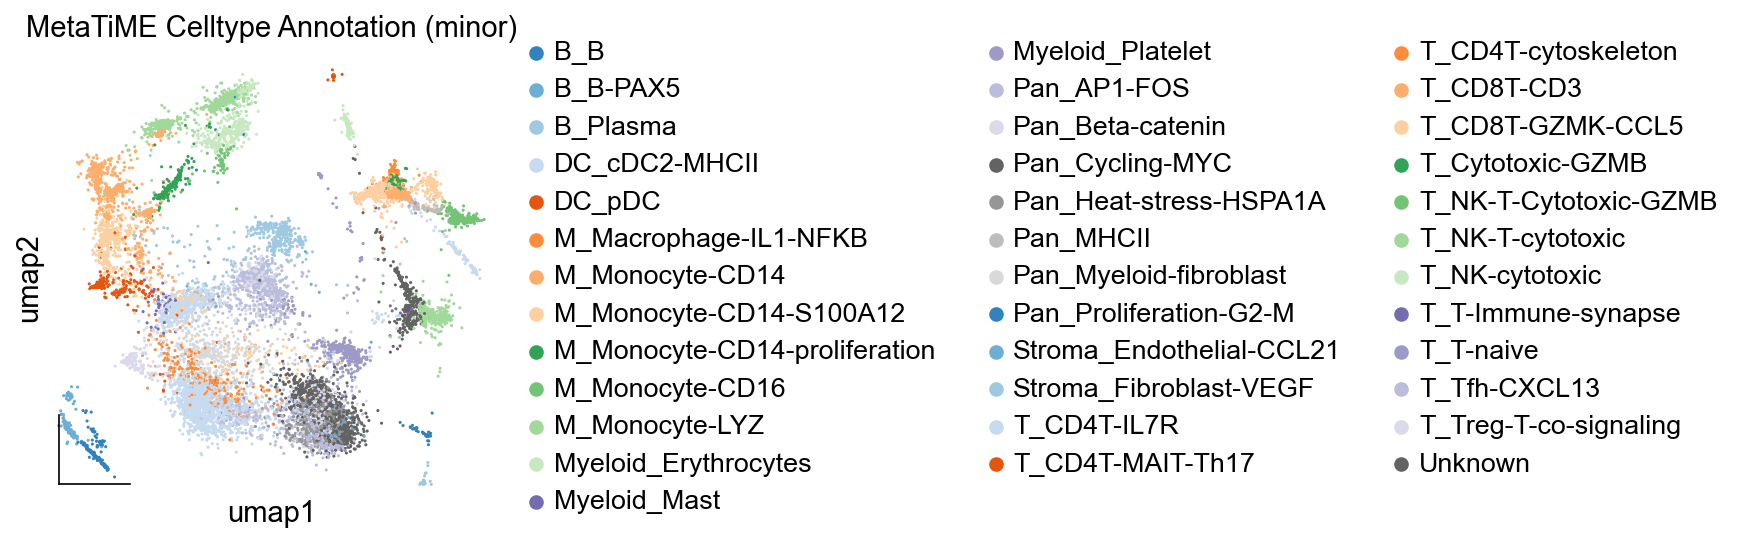 MetaTiME Celltype Annotation (minor)
umap2
umap1
B_B
B_B-PAX5
B_Plasma
DC_cDC2-MHCII
DC_pDC
M_Macrophage-IL1-NFKB
M_Monocyte-CD14
M_Monocyte-CD14-S100A12
M_Monocyte-CD14-proliferation
M_Monocyte-CD16
M_Monocyte-LYZ
Myeloid_Erythrocytes
Myeloid_Mast
Myeloid_Platelet
Pan_AP1-FOS
Pan_Beta-catenin
Pan_Cycling-MYC
Pan_Heat-stress-HSPA1A
Pan_MHCII
Pan_Myeloid-fibroblast
Pan_Proliferation-G2-M
Stroma_Endothelial-CCL21
Stroma_Fibroblast-VEGF
T_CD4T-IL7R
T_CD4T-MAIT-Th17
T_CD4T-cytoskeleton
T_CD8T-CD3
T_CD8T-GZMK-CCL5
T_Cytotoxic-GZMB
T_NK-T-Cytotoxic-GZMB
T_NK-T-cytotoxic
T_NK-cytotoxic
T_T-Immune-synapse
T_T-naive
T_Tfh-CXCL13
T_Treg-T-co-signaling
Unknown